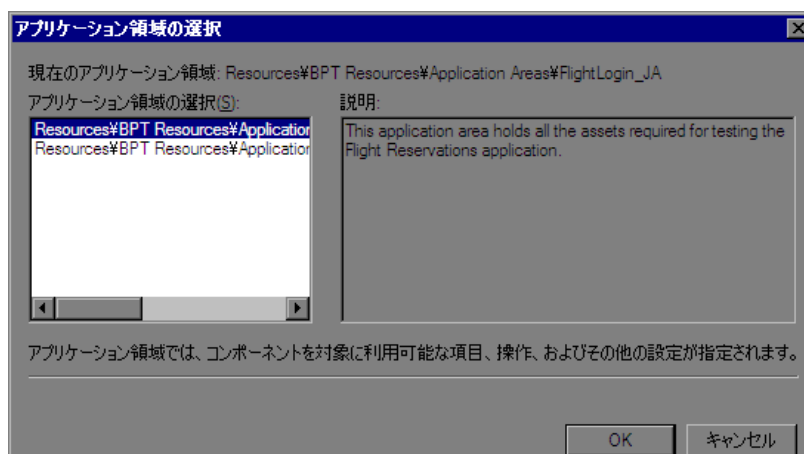 アプリケーション領域の選択
現在のアプリケーション領域: Resources¥BPT Resources¥Application Areas¥FlightLogin_JA
アプリケーション領域の選択(S):
Resources¥BPT Resources¥Application
Resources¥BPT Resources¥Application
説明:
This application area holds all the assets required for testing the
Flight Reservations application.
アプリケーション領域では、コンポーネントを対象に利用可能な項目、操作、およびその他の設定が指定されます。
OK
キャンセル